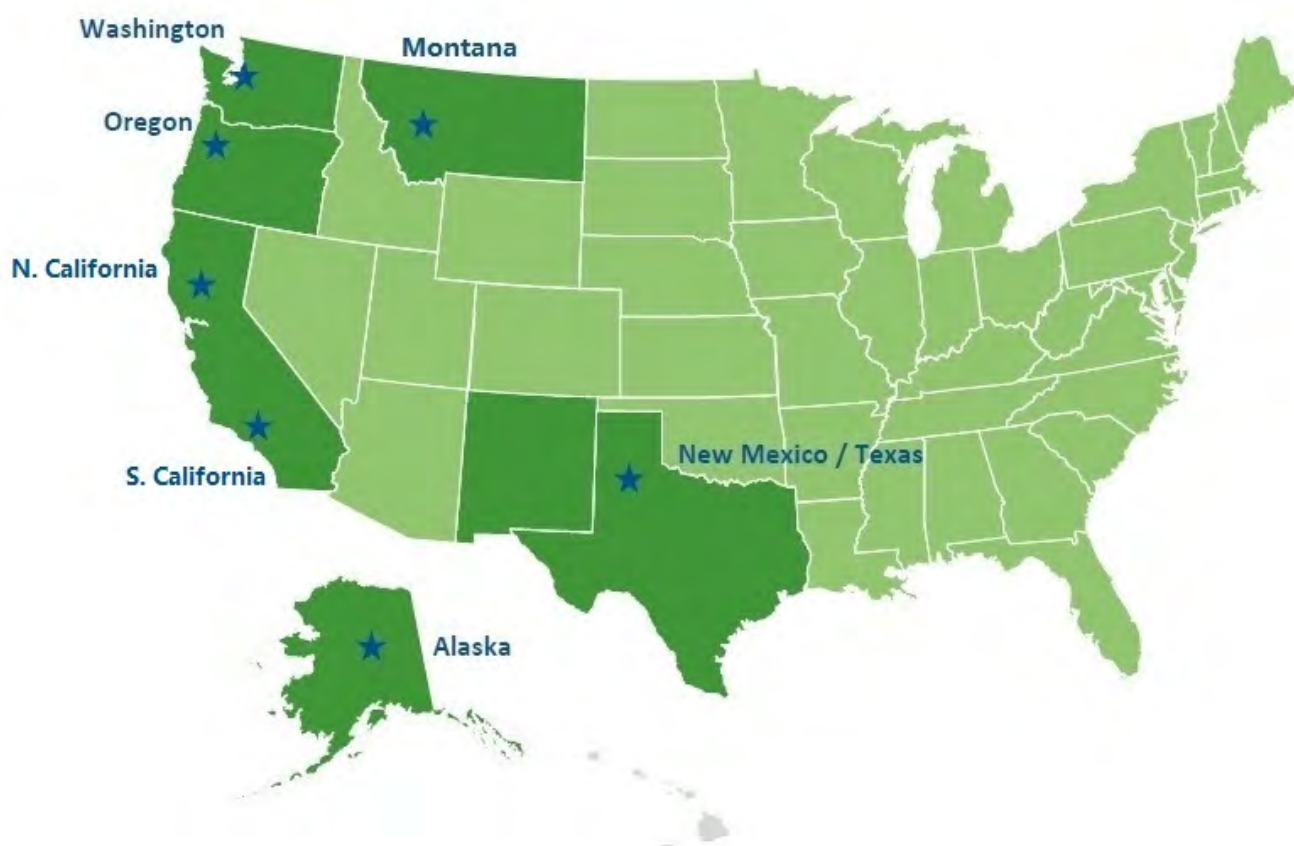 Washington
Montana
Oregon
N. California
New Mexico / Texas
S. California
Alaska